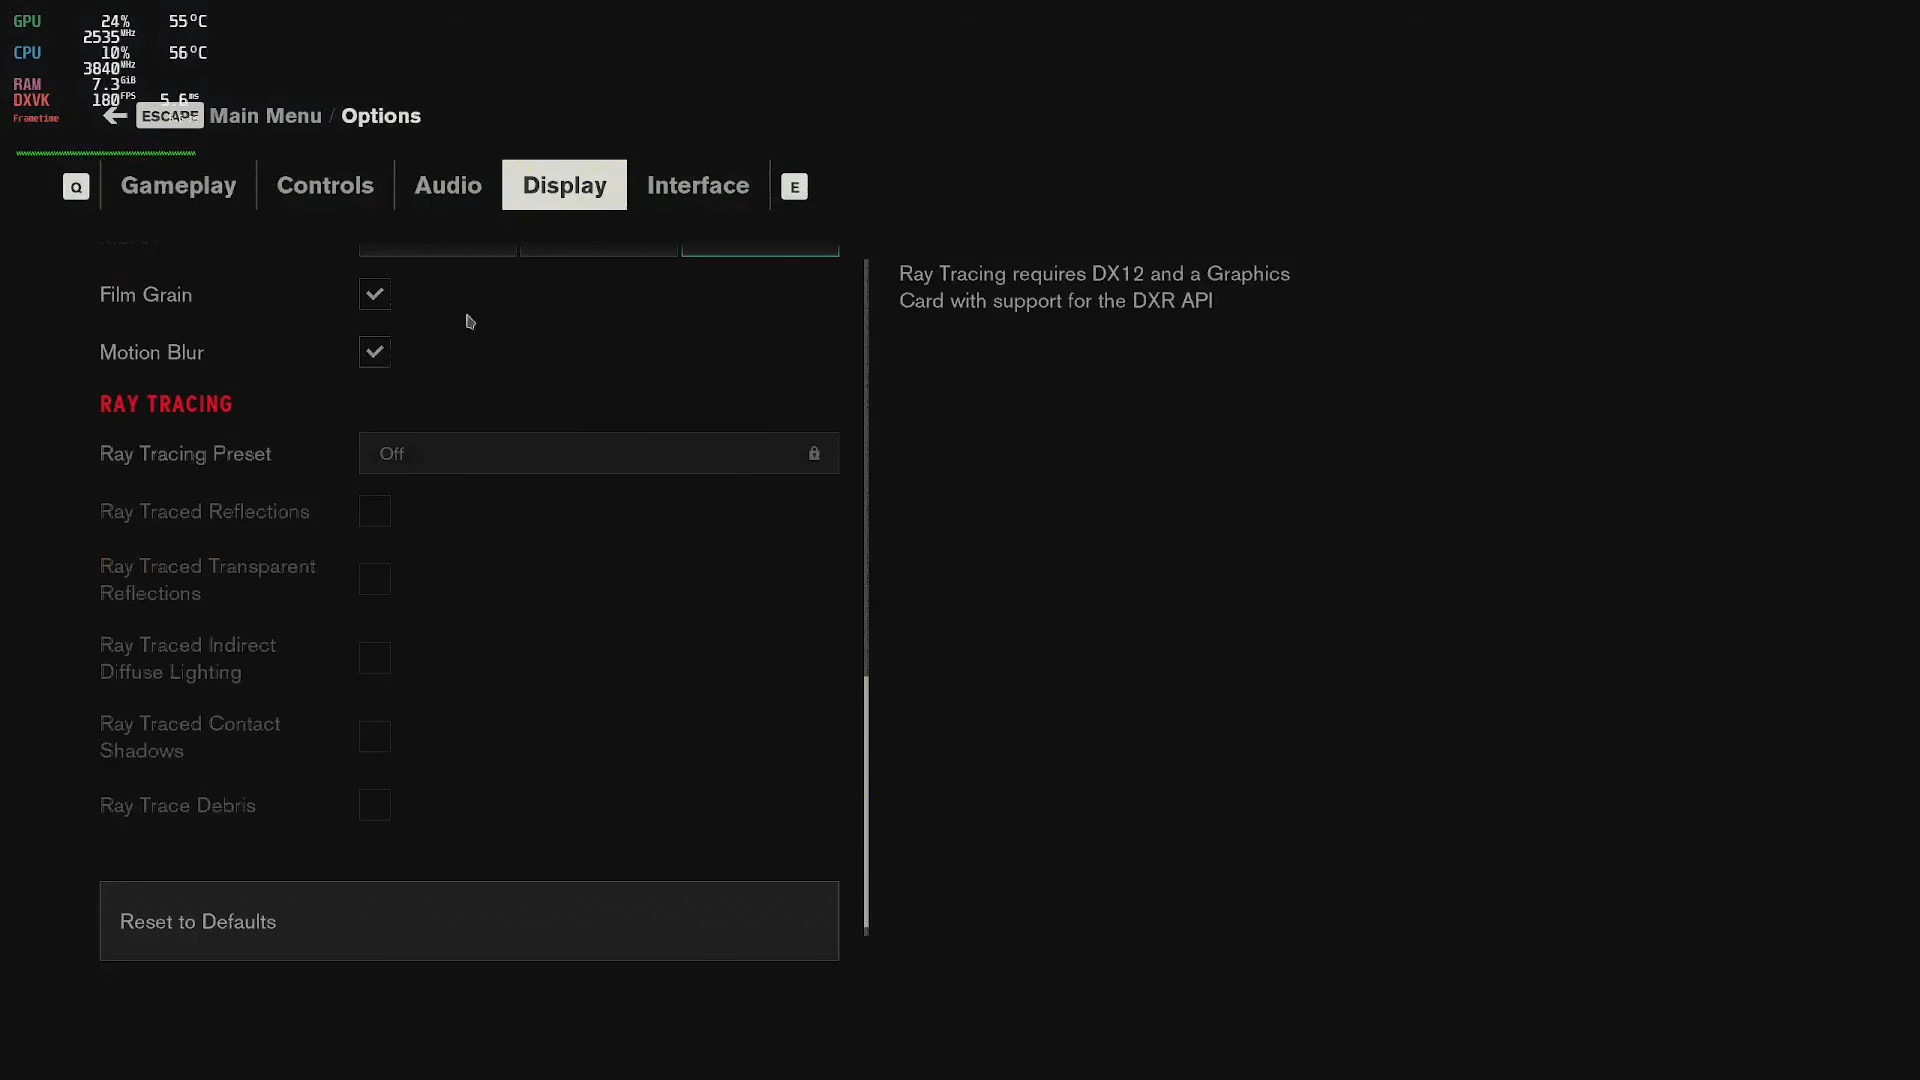 GPU 24% 55°C
2535MHz
CPU 10% 56°C
3840MHz
RAM 7.3GiB
DXVK 180FPS 5.6ms
Frametime
ESCAPE Main Menu / Options
Q Gameplay Controls Audio Display Interface E
Film Grain
Motion Blur
RAY TRACING
Ray Tracing Preset Off
Ray Traced Reflections
Ray Traced Transparent
Reflections
Ray Traced Indirect
Diffuse Lighting
Ray Traced Contact
Shadows
Ray Trace Debris
Reset to Defaults
Ray Tracing requires DX12 and a Graphics
Card with support for the DXR API